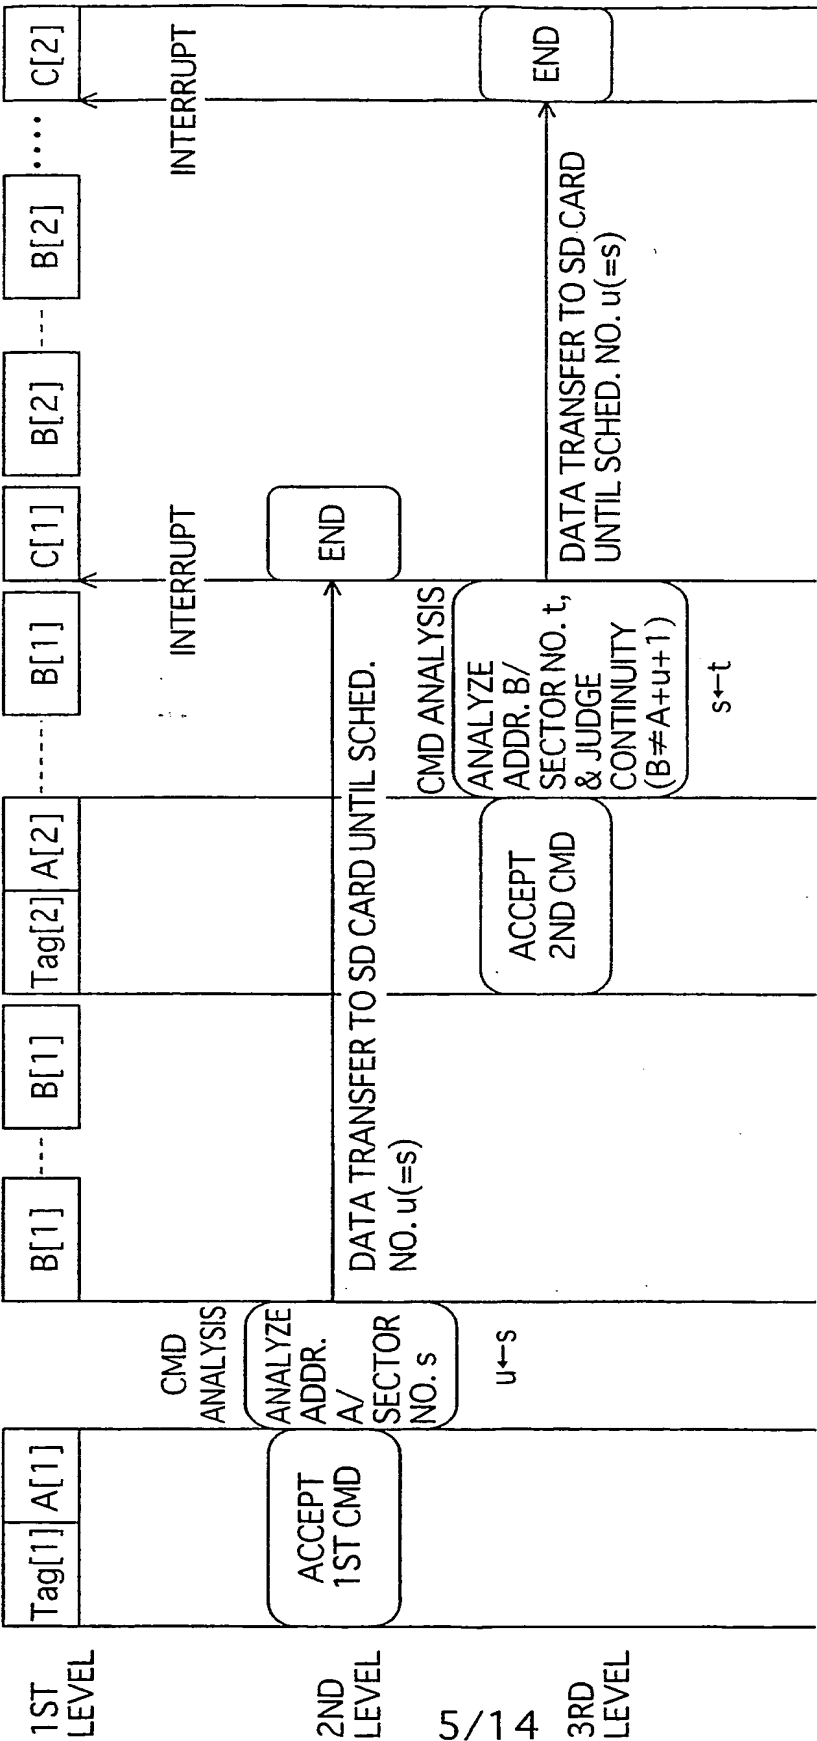 1ST
LEVEL
Tag[1] A[1]
B[1] --- B[1]
Tag[2] A[2]
----- B[1]
C[1]
B[2] --- B[2] ····
C[2]
INTERRUPT
INTERRUPT
2ND
LEVEL
ACCEPT
1ST CMD
CMD
ANALYSIS
ANALYZE
ADDR.
A/
SECTOR
NO. s
u←s
DATA TRANSFER TO SD CARD UNTIL SCHED.
NO. u(=s)
END
5/14
3RD
LEVEL
ACCEPT
2ND CMD
CMD ANALYSIS
ANALYZE
ADDR. B/
SECTOR NO. t,
& JUDGE
CONTINUITY
(B≠A+u+1)
s←t
DATA TRANSFER TO SD CARD
UNTIL SCHED. NO. u(=s)
END